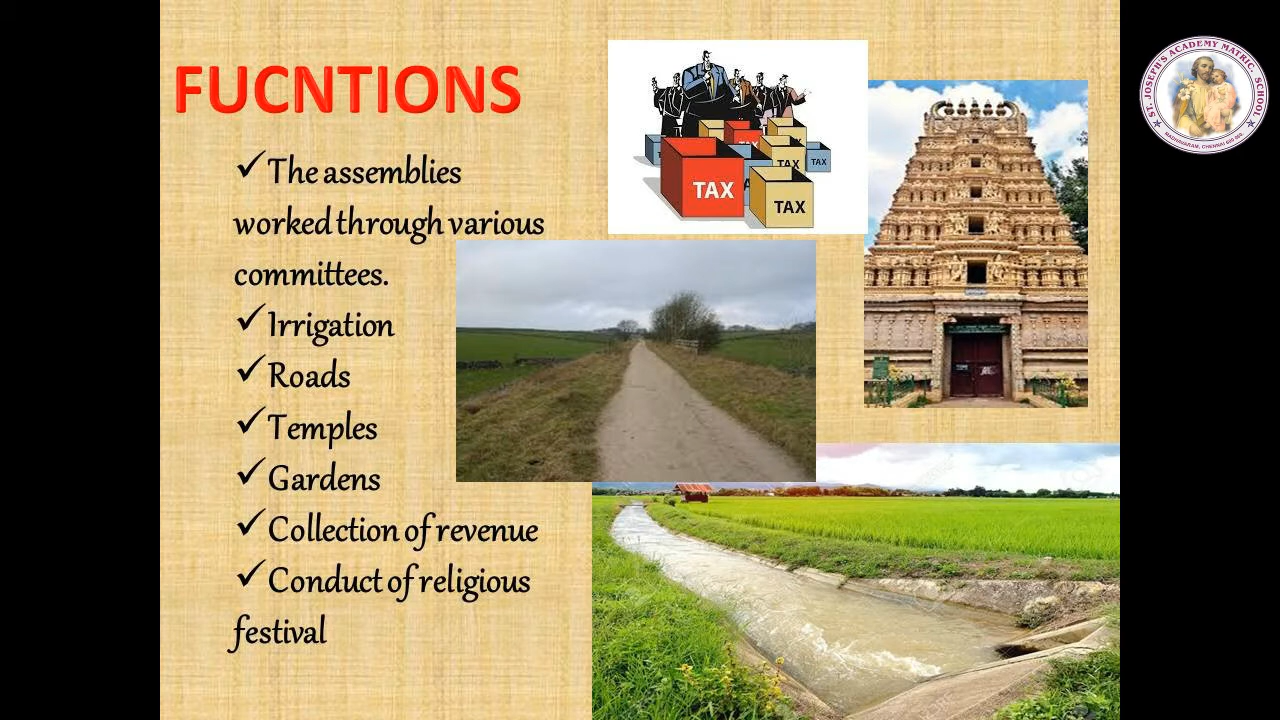 FUCNTIONS
✓The assemblies
worked through various
committees.
✓Irrigation
✓Roads
✓Temples
✓Gardens
✓Collection of revenue
✓Conduct of religious
festival
TAX
TAX
TAX
TAX
ST. JOSEPH'S ACADEMY MATRIC. SCHOOL